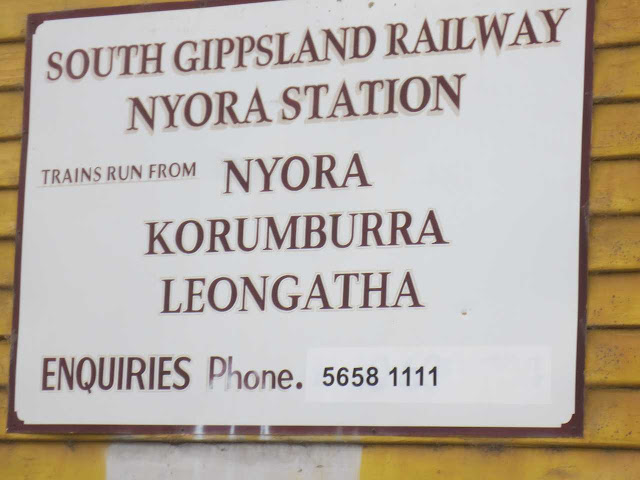 SOUTH GIPPSLAND RAILWAY
NYORA STATION
TRAINS RUN FROM NYORA
KORUMBURRA
LEONGATHA
ENQUIRIES Phone. 5658 1111